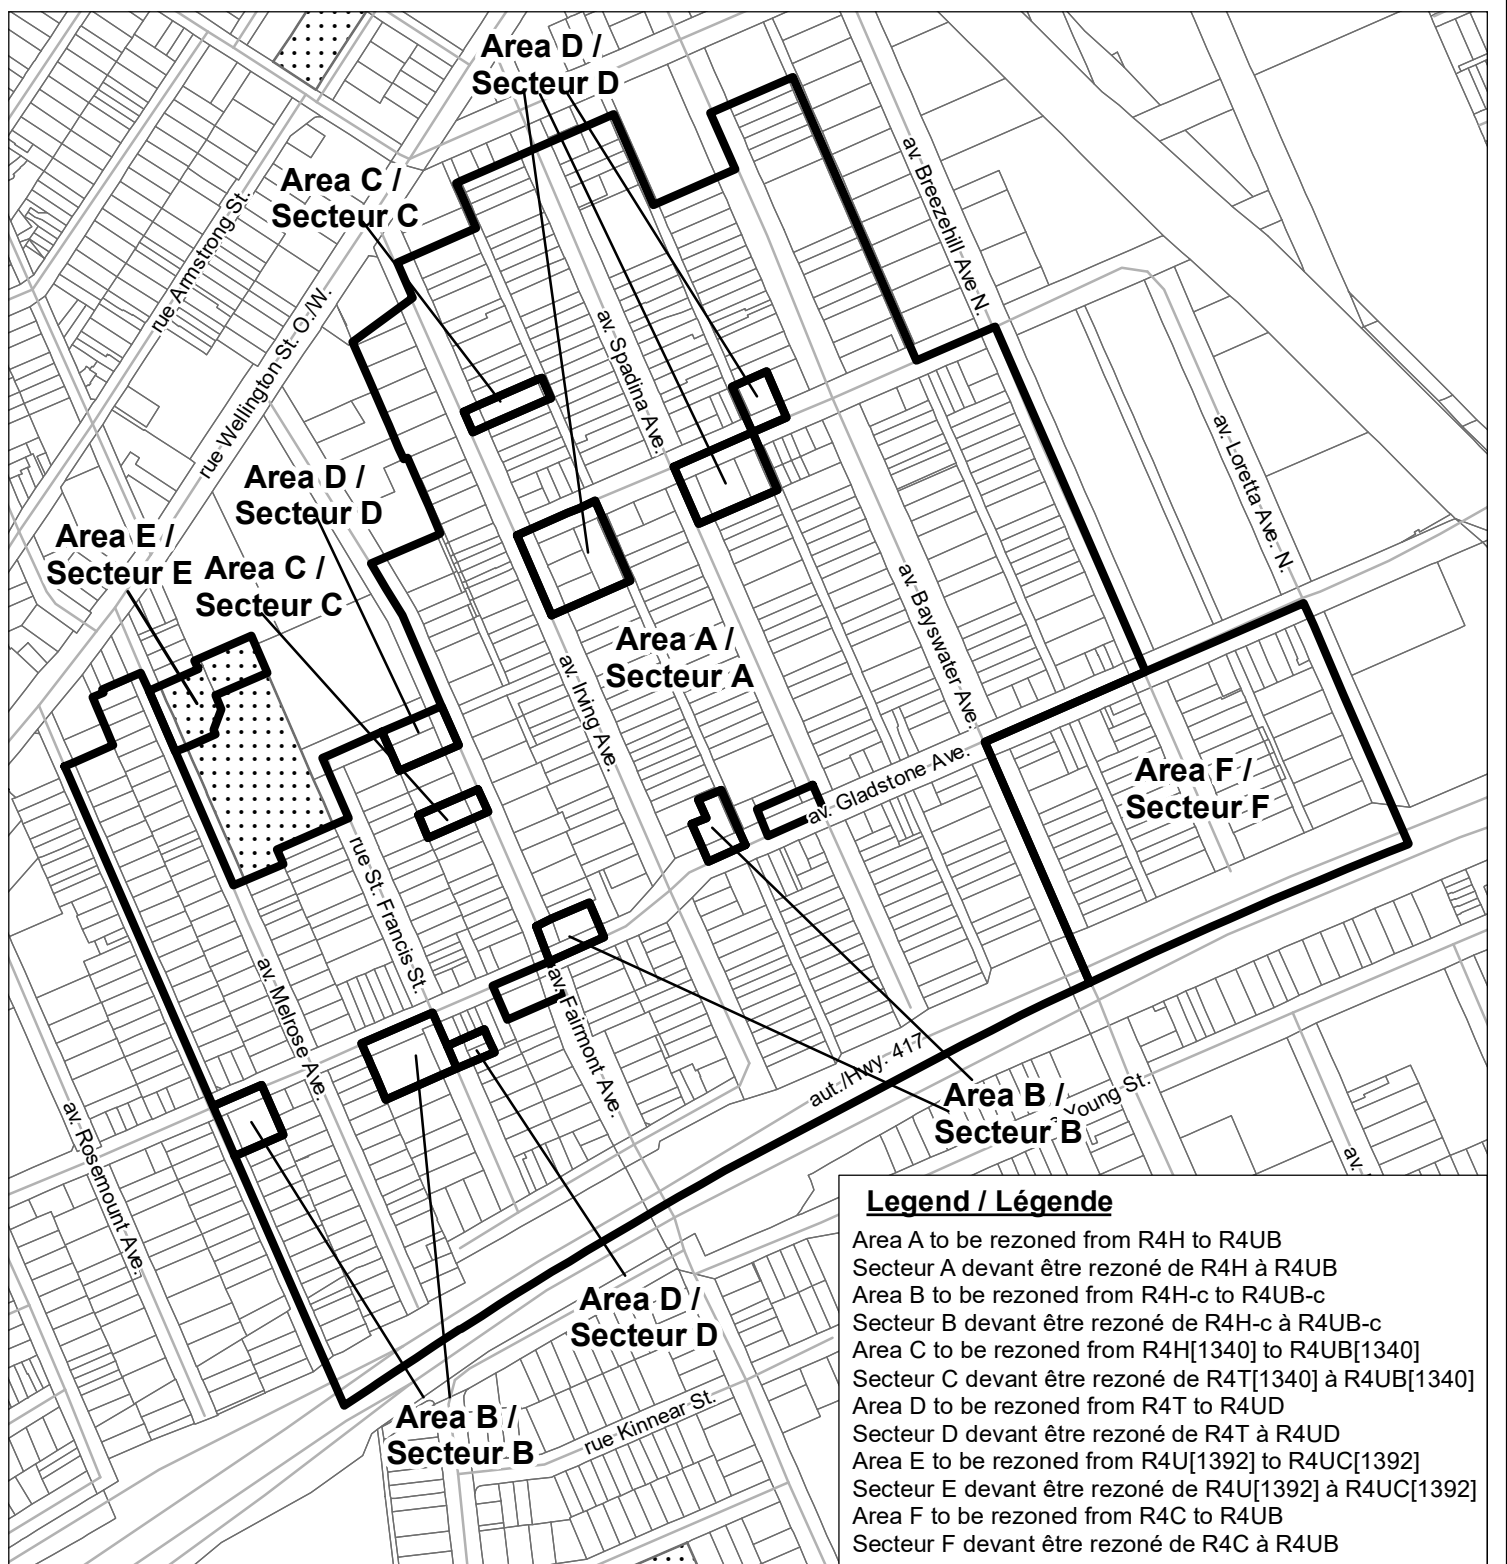 Area D /
Secteur D
Area C /
Secteur C
av. Breezehill Ave N.
rue Armstrong St.
rue Wellington St. O./W.
av. Spadina Ave.
av. Loretta Ave. N.
Area D /
Secteur D
Area E /
Secteur E
Area C /
Secteur C
Area A /
Secteur A
av. Bayswater Ave.
av. Irving Ave.
av. Gladstone Ave.
Area F /
Secteur F
rue St. Francis St.
av. Melrose Ave.
av. Fairmont Ave.
av. Rosemount Ave.
aut./Hwy. 417
Area B /
Secteur B
Young St.
av.
Area D /
Secteur D
Area B /
Secteur B
rue Kinnear St.
Legend / Légende
Area A to be rezoned from R4H to R4UB
Secteur A devant être rezoné de R4H à R4UB
Area B to be rezoned from R4H-c to R4UB-c
Secteur B devant être rezoné de R4H-c à R4UB-c
Area C to be rezoned from R4H[1340] to R4UB[1340]
Secteur C devant être rezoné de R4T[1340] à R4UB[1340]
Area D to be rezoned from R4T to R4UD
Secteur D devant être rezoné de R4T à R4UD
Area E to be rezoned from R4U[1392] to R4UC[1392]
Secteur E devant être rezoné de R4U[1392] à R4UC[1392]
Area F to be rezoned from R4C to R4UB
Secteur F devant être rezoné de R4C à R4UB